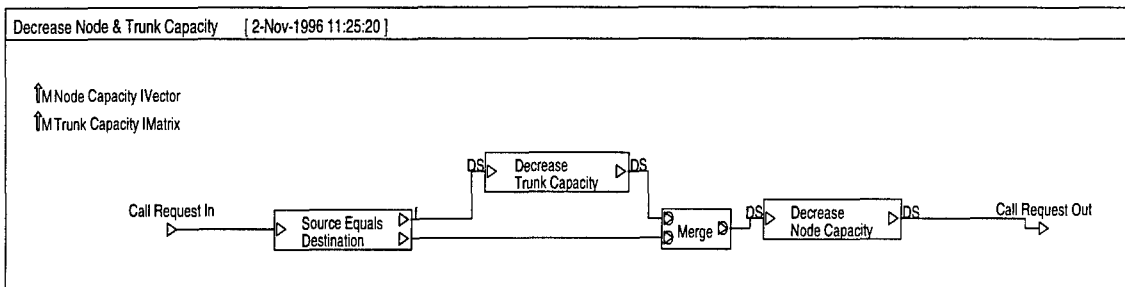 Decrease Node & Trunk Capacity [ 2-Nov-1996 11:25:20 ]
⇑M Node Capacity IVector
⇑M Trunk Capacity IMatrix
DS
Decrease
Trunk Capacity
DS
Call Request In
Source Equals
Destination
f
Merge
DS
Decrease
Node Capacity
DS
Call Request Out